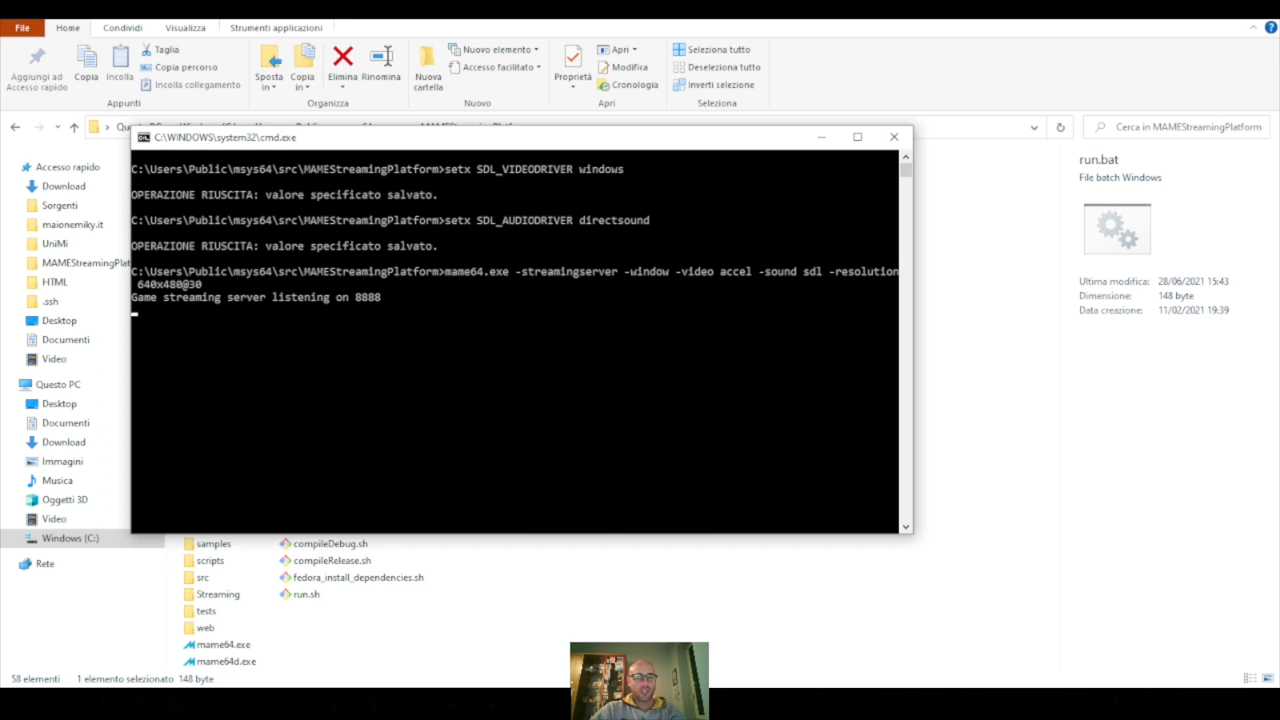 File
Home
Condividi
Visualizza
Strumenti applicazioni
Aggiungi ad
Accesso rapido
Copia
Incolla
Taglia
Copia percorso
Incolla collegamento
Appunti
Sposta
in
Copia
in
Elimina
Rinomina
Organizza
Nuova
cartella
Nuovo elemento
Accesso facilitato
Nuovo
Proprietà
Apri
Modifica
Cronologia
Apri
Seleziona tutto
Deseleziona tutto
Inverti selezione
Selezione
Cerca in MAMEStreamingPlatform
Accesso rapido
Download
Sorgenti
maionemiky.it
UniMi
MAMEStreamingPlat
HTML
.ssh
Desktop
Documenti
Video
Questo PC
Desktop
Documenti
Download
Immagini
Musica
Oggetti 3D
Video
Windows (C:)
Rete
C:\WINDOWS\system32\cmd.exe
C:\Users\Public\msys64\src\MAMEStreamingPlatform>setx SDL_VIDEODRIVER windows
OPERAZIONE RIUSCITA: valore specificato salvato.
C:\Users\Public\msys64\src\MAMEStreamingPlatform>setx SDL_AUDIODRIVER directsound
OPERAZIONE RIUSCITA: valore specificato salvato.
C:\Users\Public\msys64\src\MAMEStreamingPlatform>mame64.exe -streamingserver -window -video accel -sound sdl -resolution
640x480@30
Game streaming server listening on 8888
samples
scripts
src
Streaming
tests
web
mame64.exe
mame64d.exe
compileDebug.sh
compileRelease.sh
fedora_install_dependencies.sh
run.sh
run.bat
File batch Windows
Ultima modifica: 28/06/2021 15:43
Dimensione: 148 byte
Data creazione: 11/02/2021 19:39
58 elementi
1 elemento selezionato 148 byte